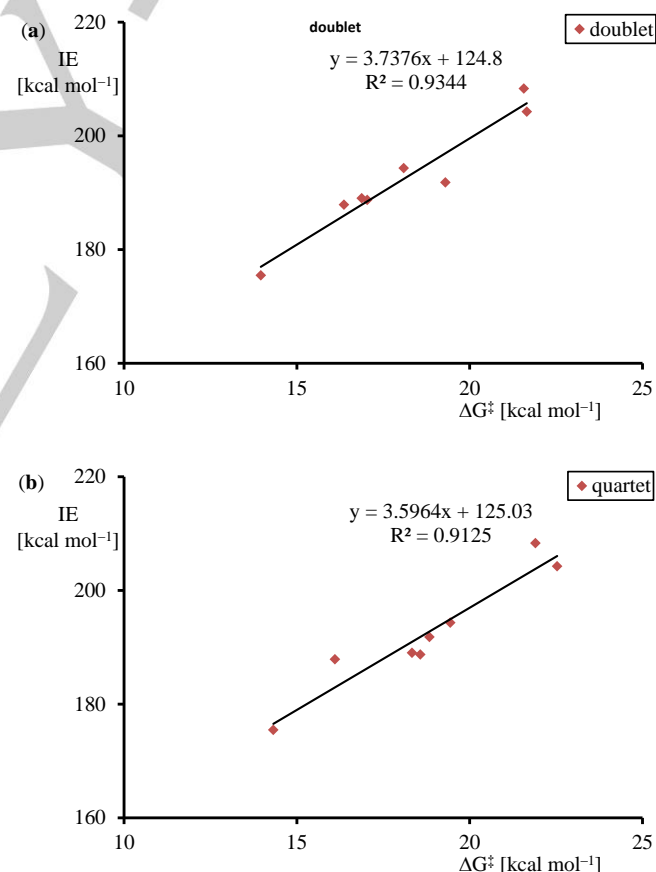 (a)
doublet
doublet
IE
[kcal mol⁻¹]
y = 3.7376x + 124.8
R² = 0.9344
220
200
180
160
10 15 20 25
ΔG‡ [kcal mol⁻¹]
(b)
quartet
IE
[kcal mol⁻¹]
y = 3.5964x + 125.03
R² = 0.9125
220
200
180
160
10 15 20 25
ΔG‡ [kcal mol⁻¹]